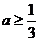 a ≥ 1/3